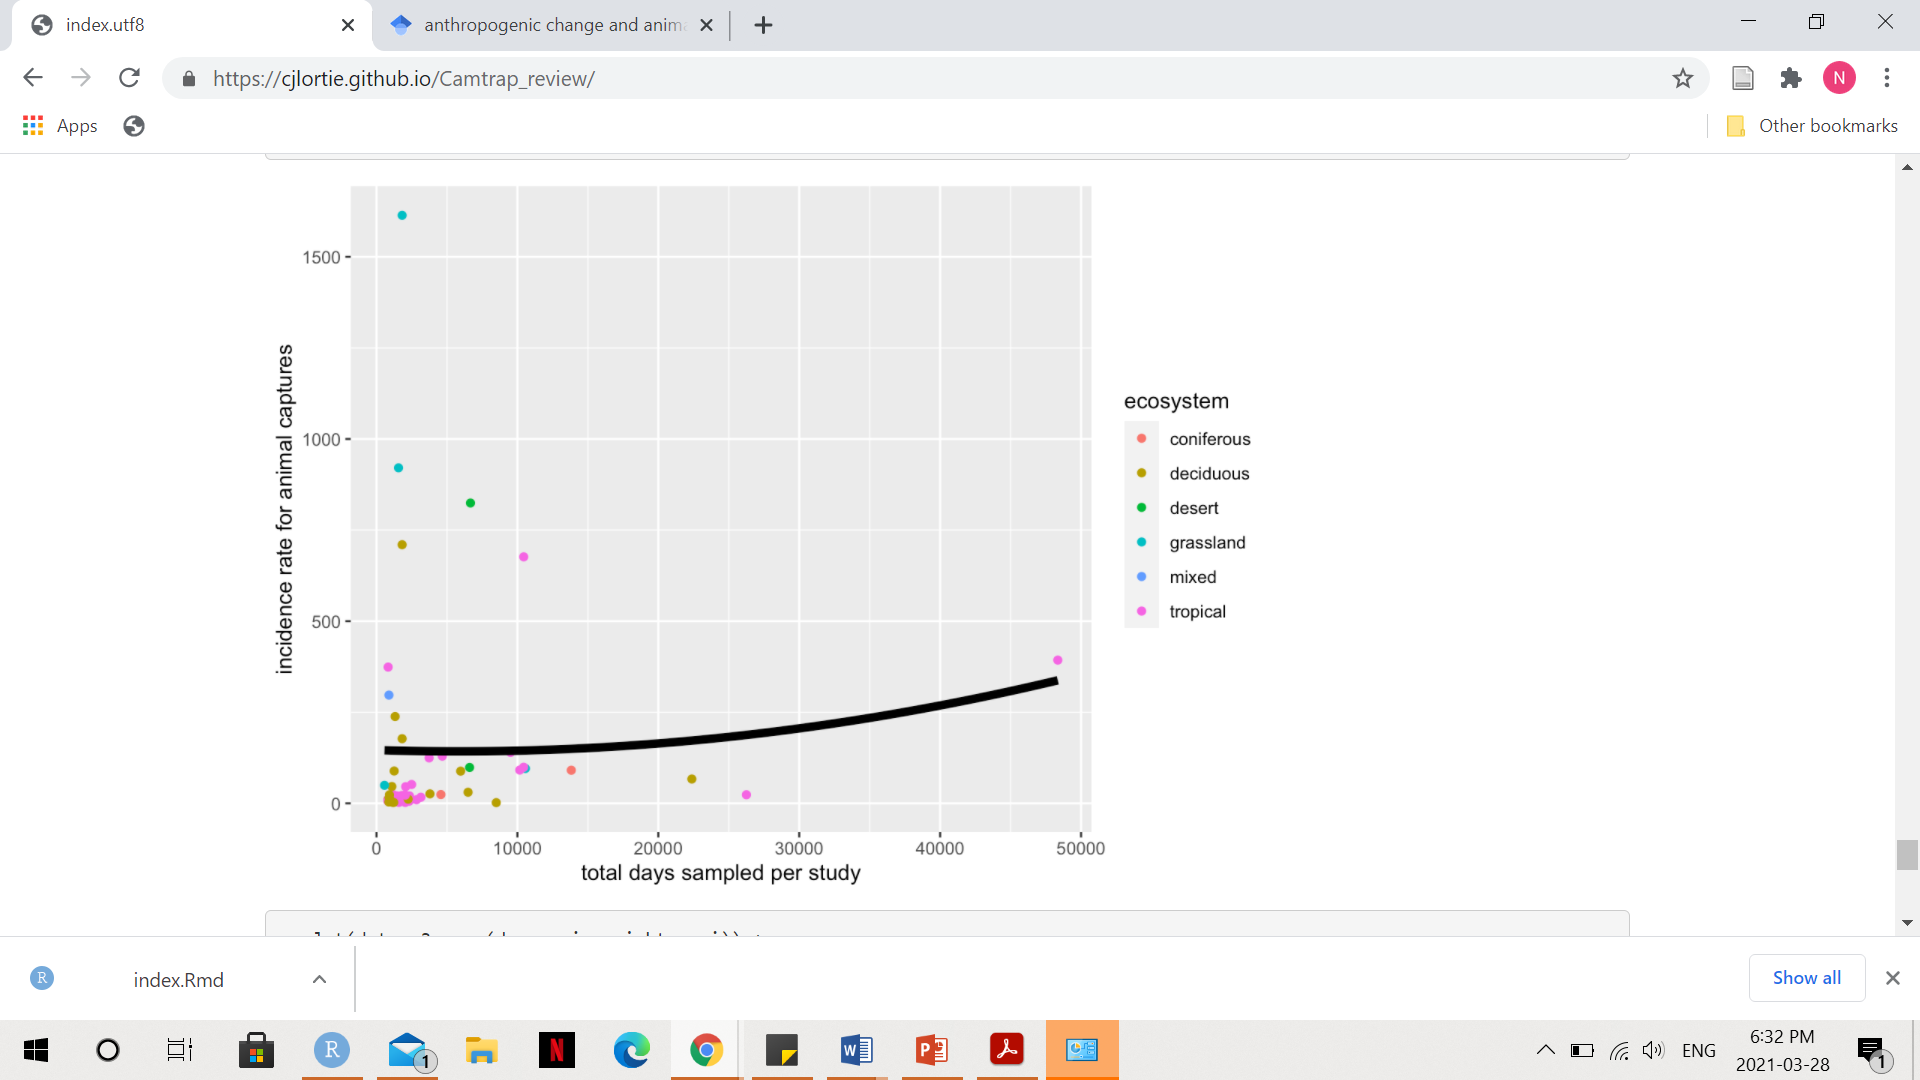 index.utf8
anthropogenic change and anim
https://cjlortie.github.io/Camtrap_review/
N
Apps
Other bookmarks
incidence rate for animal captures
1500
1000
500
0
0 10000 20000 30000 40000 50000
total days sampled per study
ecosystem
coniferous
deciduous
desert
grassland
mixed
tropical
R
index.Rmd
Show all
R
1
N
W
P
ENG
6:32 PM
2021-03-28
1